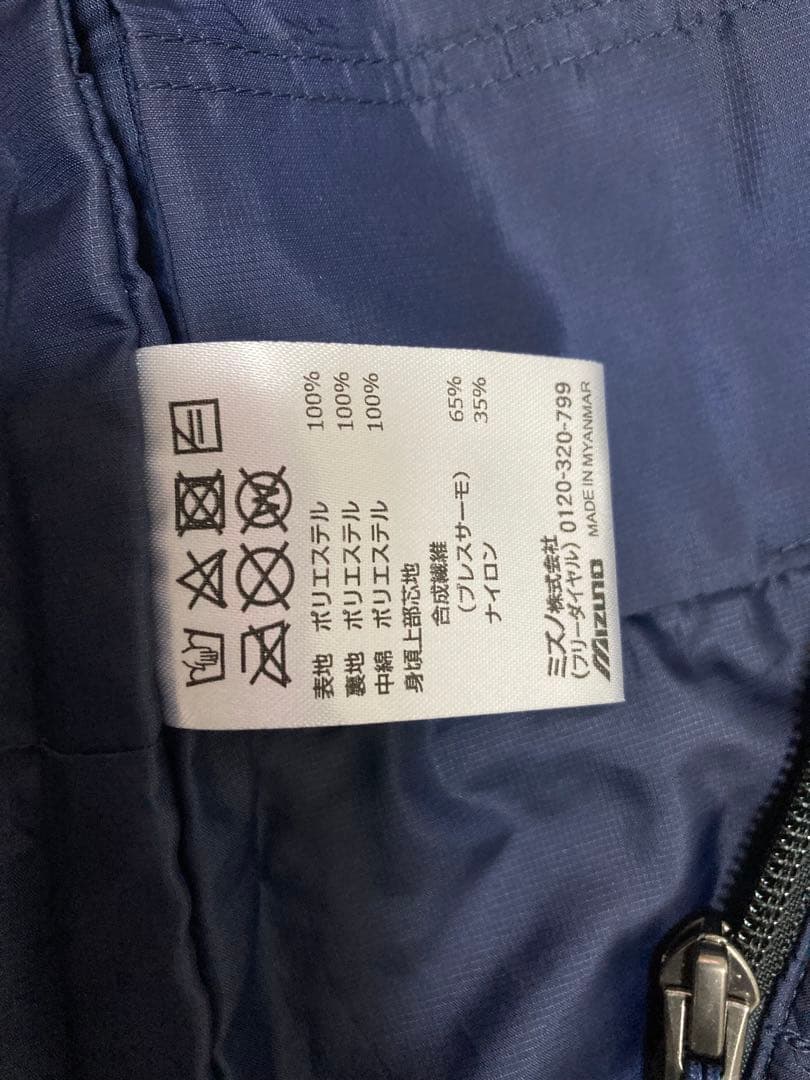 表地 ポリエステル 100%
裏地 ポリエステル 100%
中綿 ポリエステル 100%
身頃上部芯地
合成繊維 65%
(ブレスサーモ)
ナイロン 35%
ミズノ株式会社
(フリーダイヤル) 0120-320-799
MIZUNO MADE IN MYANMAR